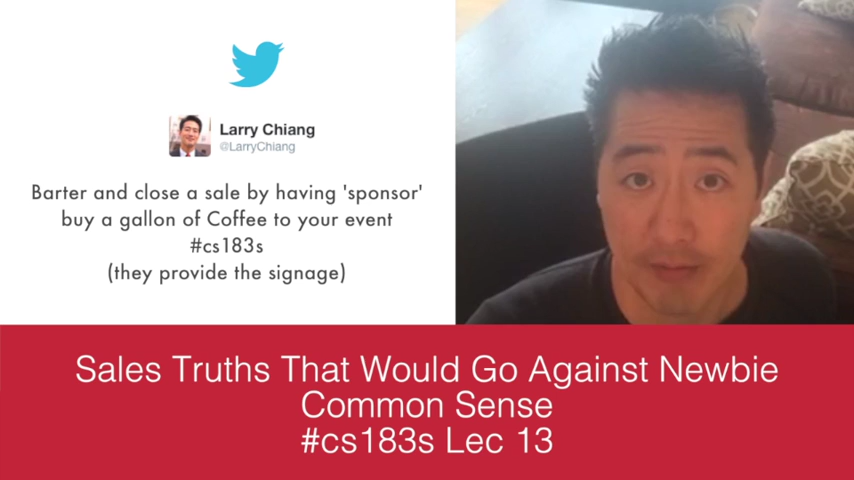 Larry Chiang
@LarryChiang
Barter and close a sale by having 'sponsor'
buy a gallon of Coffee to your event
#cs183s
(they provide the signage)
Sales Truths That Would Go Against Newbie
Common Sense
#cs183s Lec 13